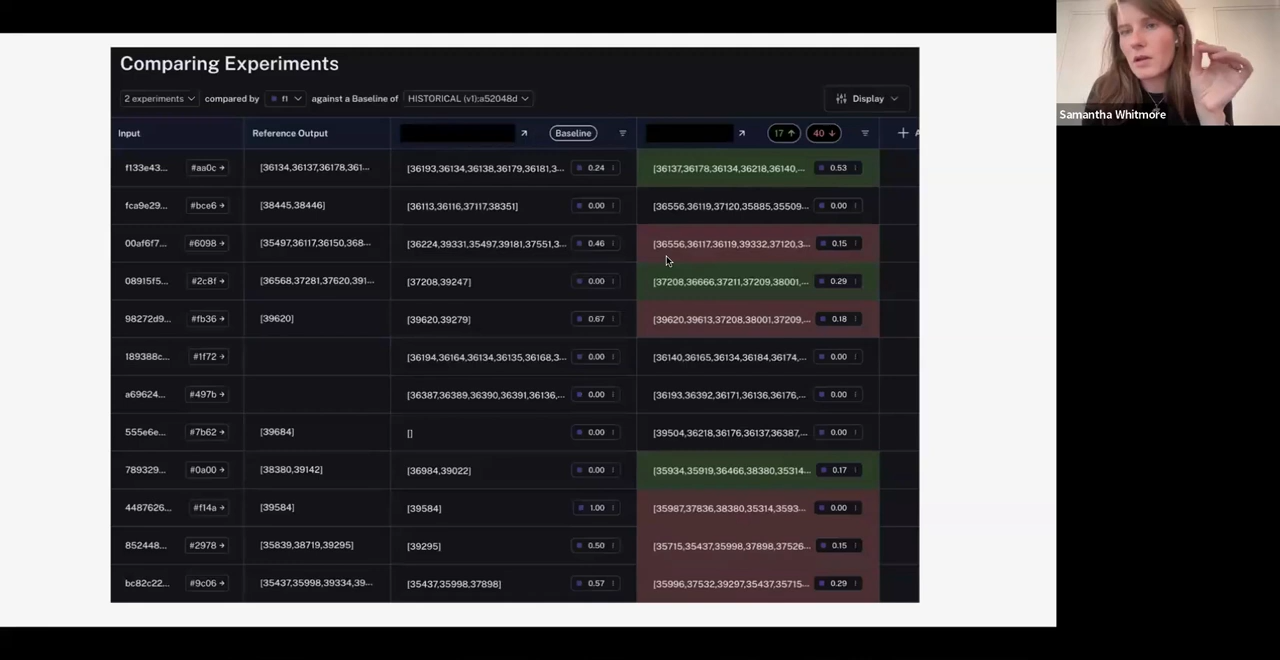 Comparing Experiments
2 experiments compared by f1 against a Baseline of HISTORICAL (v1):a52048d Display
Input Reference Output Baseline 17 ↑ 40 ↓ + A
f133e43... #aa0c → [36134,36137,36178,361... [36193,36134,36138,36179,36181,3... 0.24 [36137,36178,36134,36218,36140,... 0.53
fca9e29... #bce6 → [38445,38446] [36113,36116,37117,38351] 0.00 [36556,36119,37120,35885,35509... 0.00
00af6f7... #6098 → [35497,36117,36150,368... [36224,39331,35497,39181,37551,3... 0.46 [36556,36117,36119,39332,37120,3... 0.15
08915f5... #2c8f → [36568,37281,37620,391... [37208,39247] 0.00 [37208,36666,37211,37209,38001,... 0.29
98272d9... #fb36 → [39620] [39620,39279] 0.67 [39620,39613,37208,38001,37209,... 0.18
189388c... #1f72 → [36194,36164,36134,36135,36168,3... 0.00 [36140,36165,36134,36184,36174,... 0.00
a69624... #497b → [36387,36389,36390,36391,36136,... 0.00 [36193,36392,36171,36136,36176,... 0.00
555e6e... #7b62 → [39684] [] 0.00 [39504,36218,36176,36137,36387,... 0.00
789329... #0a00 → [38380,39142] [36984,39022] 0.00 [35934,35919,36466,38380,35314... 0.17
4487626... #f14a → [39584] [39584] 1.00 [35987,37836,38380,35314,3593... 0.00
852448... #2978 → [35839,38719,39295] [39295] 0.50 [35715,35437,35998,37898,37526... 0.15
bc82c22... #9c06 → [35437,35998,39334,39... [35437,35998,37898] 0.57 [35996,37532,39297,35437,35715... 0.29
Samantha Whitmore